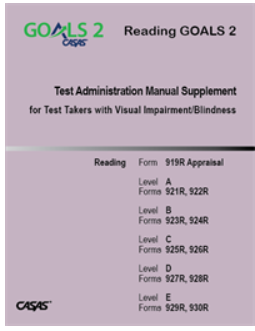 GOALS 2 Reading GOALS 2
CASAS
Test Administration Manual Supplement
for Test Takers with Visual Impairment/Blindness
Reading Form 919R Appraisal
Level A
Forms 921R, 922R
Level B
Forms 923R, 924R
Level C
Forms 925R, 926R
Level D
Forms 927R, 928R
Level E
Forms 929R, 930R
CASAS